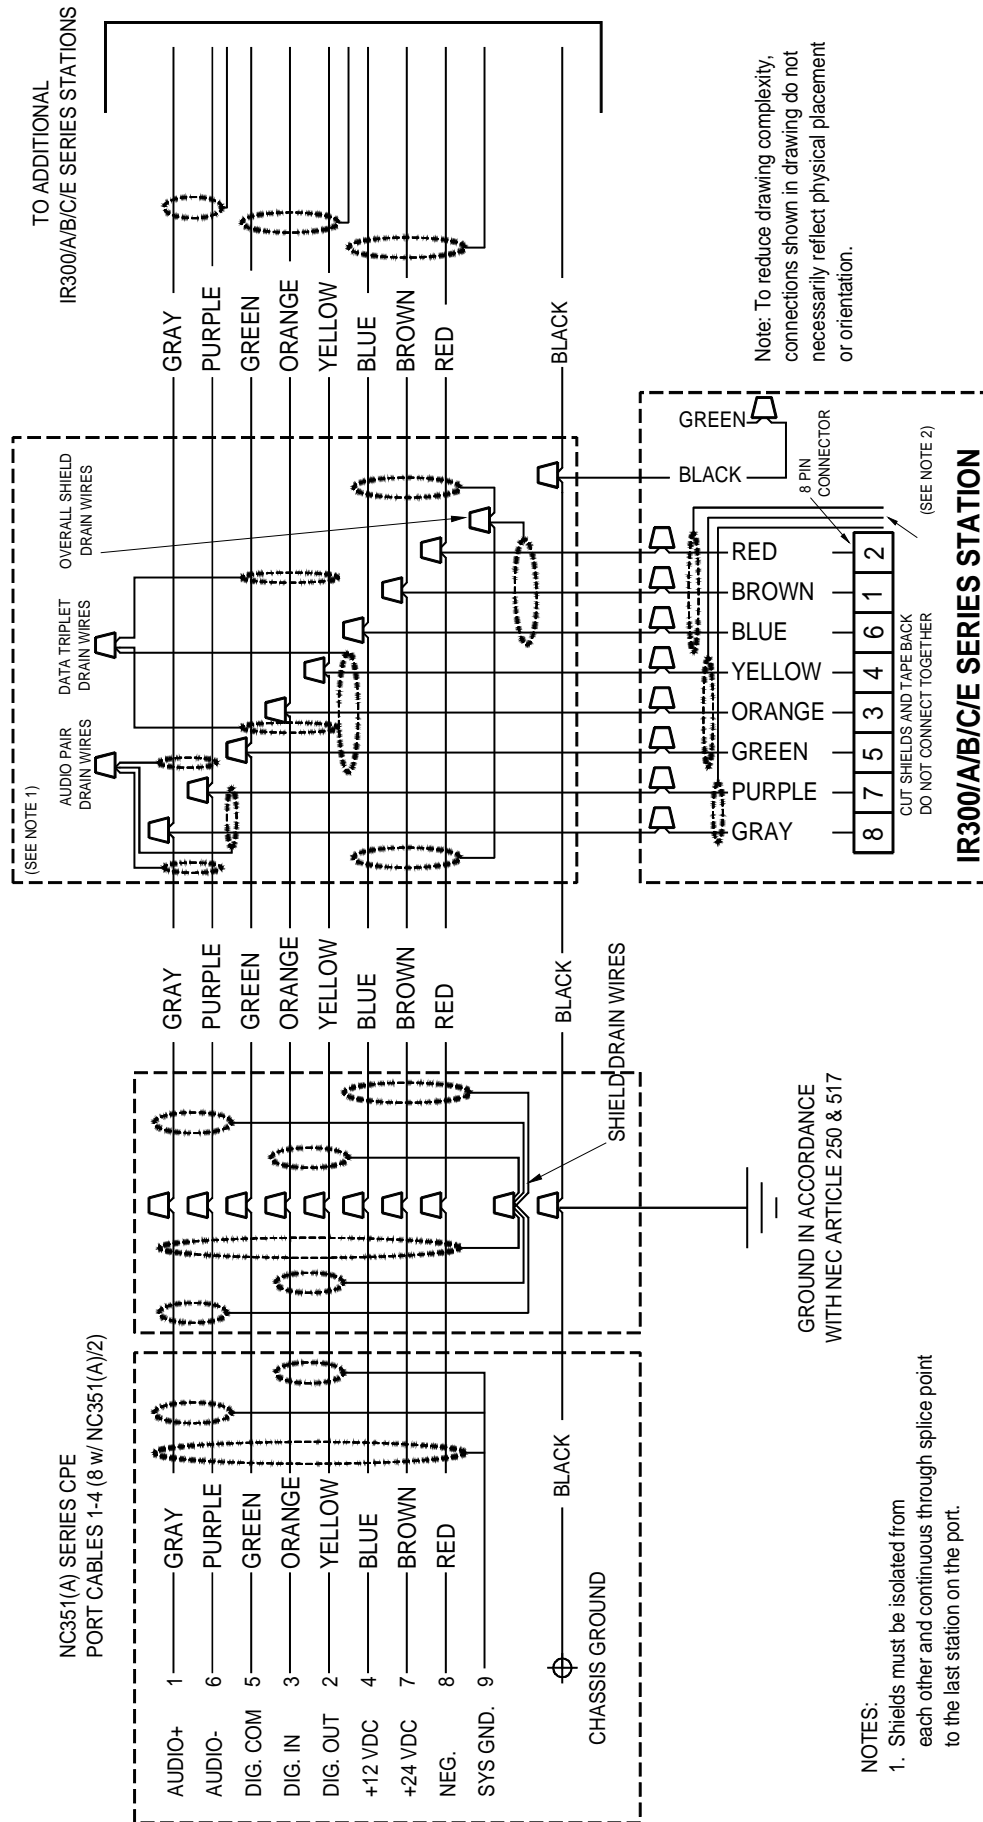 NC351(A) SERIES CPE
PORT CABLES 1-4 (8 w/ NC351(A)/2)
AUDIO+ 1 GRAY GRAY GRAY
AUDIO- 6 PURPLE PURPLE PURPLE
DIG. COM 5 GREEN GREEN GREEN
DIG. IN 3 ORANGE ORANGE ORANGE
DIG. OUT 2 YELLOW YELLOW YELLOW
+12 VDC 4 BLUE BLUE BLUE
+24 VDC 7 BROWN BROWN BROWN
NEG. 8 RED RED RED
SYS GND. 9
BLACK BLACK BLACK
CHASSIS GROUND
SHIELD DRAIN WIRES
GROUND IN ACCORDANCE
WITH NEC ARTICLE 250 & 517
(SEE NOTE 1)
AUDIO PAIR
DRAIN WIRES
DATA TRIPLET
DRAIN WIRES
OVERALL SHIELD
DRAIN WIRES
TO ADDITIONAL
IR300/A/B/C/E SERIES STATIONS
GRAY 8
PURPLE 7
GREEN 5
ORANGE 3
YELLOW 4
BLUE 6
BROWN 1
RED 2
BLACK
GREEN
8 PIN
CONNECTOR
CUT SHIELDS AND TAPE BACK
DO NOT CONNECT TOGETHER
(SEE NOTE 2)
IR300/A/B/C/E SERIES STATION
Note: To reduce drawing complexity,
connections shown in drawing do not
necessarily reflect physical placement
or orientation.
NOTES:
1. Shields must be isolated from
each other and continuous through splice point
to the last station on the port.